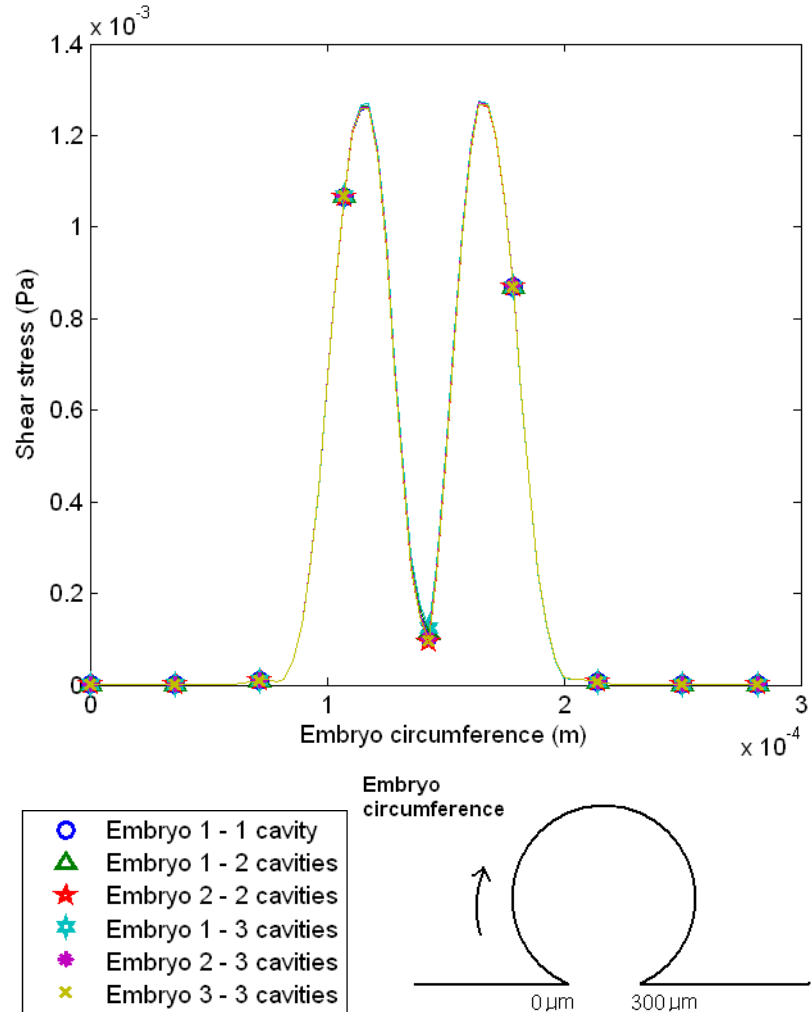 x 10⁻³
1.4
1.2
1
0.8
0.6
0.4
0.2
0
Shear stress (Pa)
0 1 2 3
Embryo circumference (m)
x 10⁻⁴
Embryo
circumference
Embryo 1 - 1 cavity
Embryo 1 - 2 cavities
Embryo 2 - 2 cavities
Embryo 1 - 3 cavities
Embryo 2 - 3 cavities
Embryo 3 - 3 cavities
0 µm 300 µm